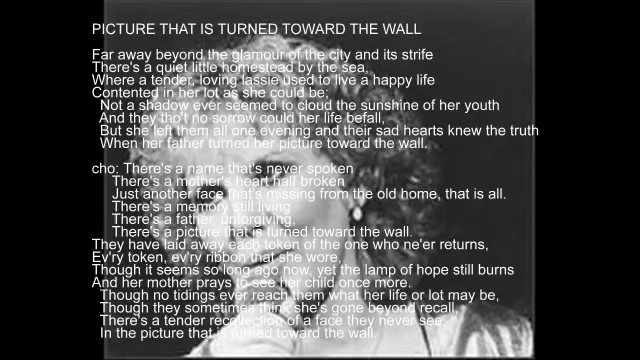 PICTURE THAT IS TURNED TOWARD THE WALL
Far away beyond the glamour of the city and its strife
There's a quiet little homestead by the sea,
Where a tender, loving lassie used to live a happy life
Contented in her lot as she could be;
Not a shadow ever seemed to cloud the sunshine of her youth
And they tho't no sorrow could her life befall,
But she left them all one evening and their sad hearts knew the truth
When her father turned her picture toward the wall.
cho: There's a name that's never spoken
There's a mother's heart half broken
Just another face that's missing from the old home, that is all.
There's a memory still living
There's a father, unforgiving,
There's a picture that is turned toward the wall.
They have laid away each token of the one who ne'er returns,
Ev'ry token, ev'ry ribbon that she wore,
Though it seems so long ago now, yet the lamp of hope still burns
And her mother prays to see her child once more.
Though no tidings ever reach them what her life or lot may be,
Though they sometimes think she's gone beyond recall,
There's a tender recollection of a face they never see,
In the picture that is turned toward the wall